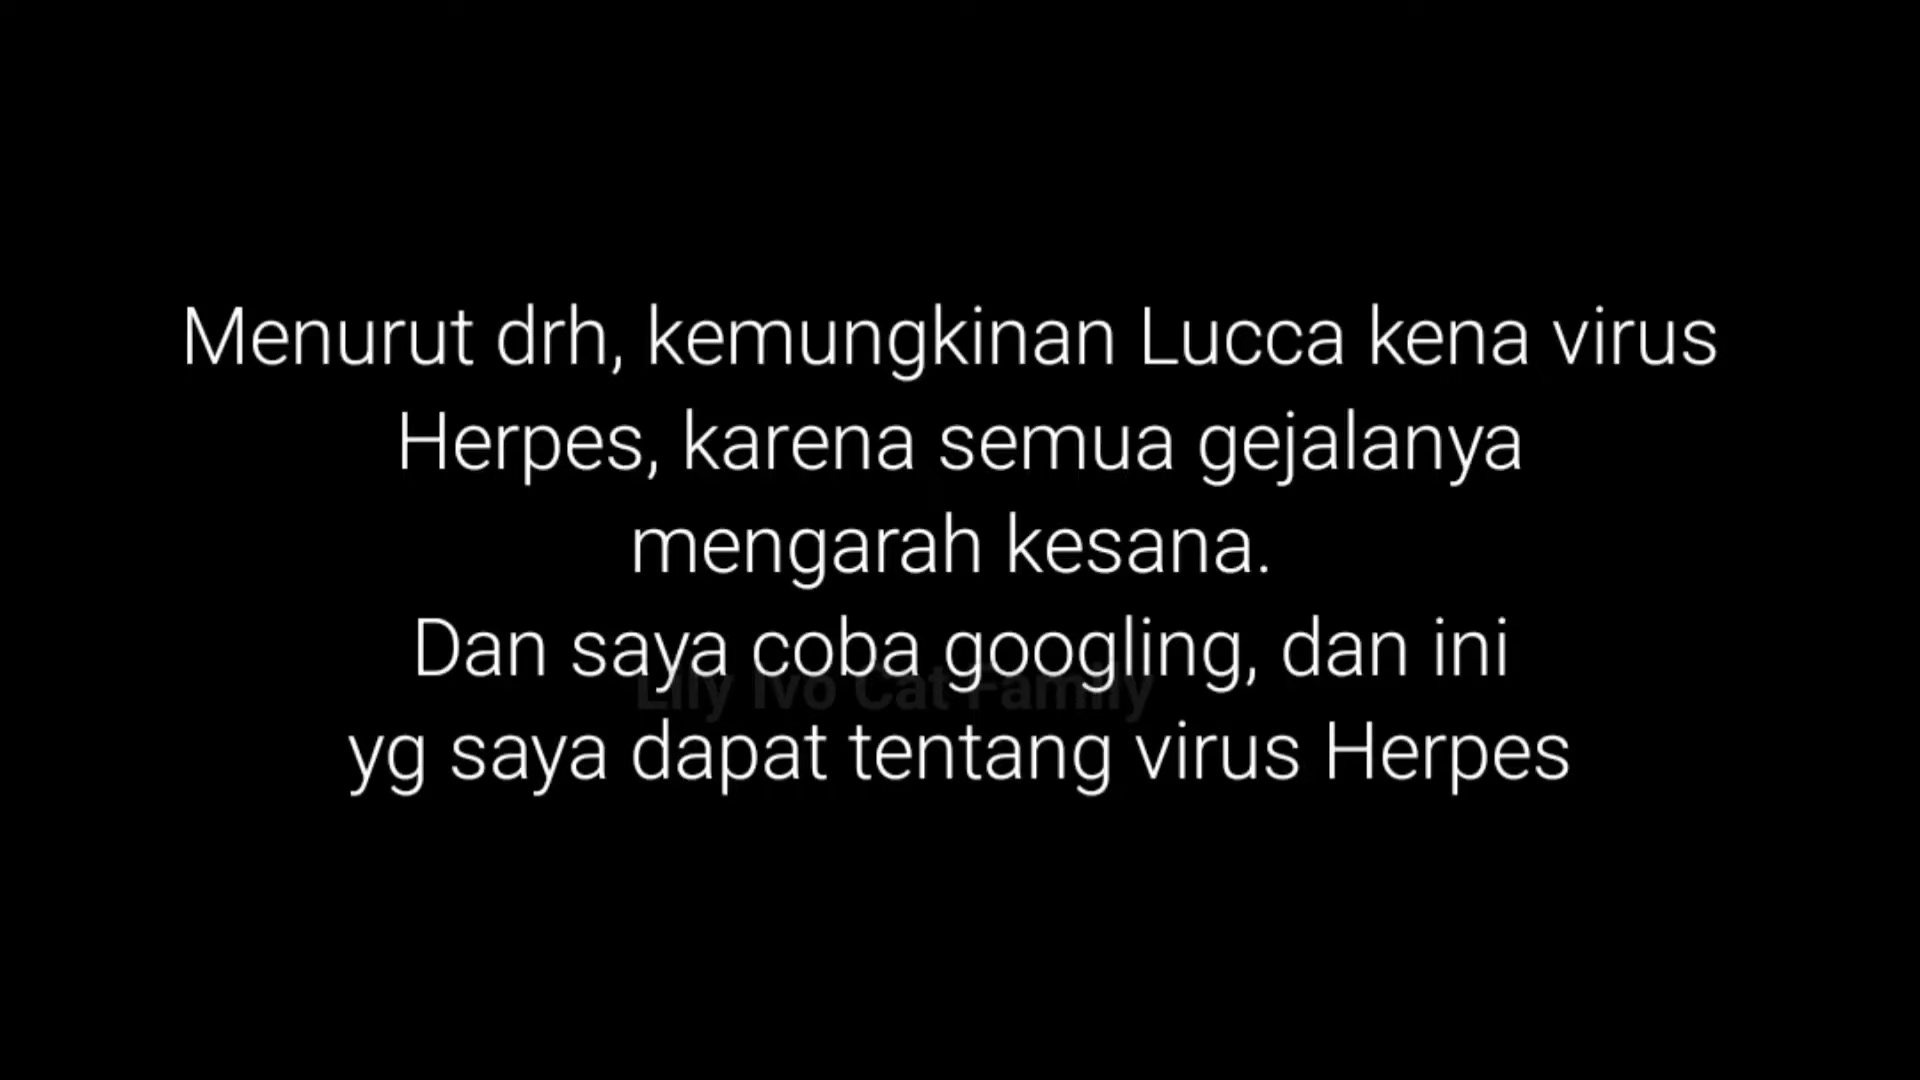 Menurut drh, kemungkinan Lucca kena virus
Herpes, karena semua gejalanya
mengarah kesana.
Dan saya coba googling, dan ini
Lily Ivo Cat Family
yg saya dapat tentang virus Herpes